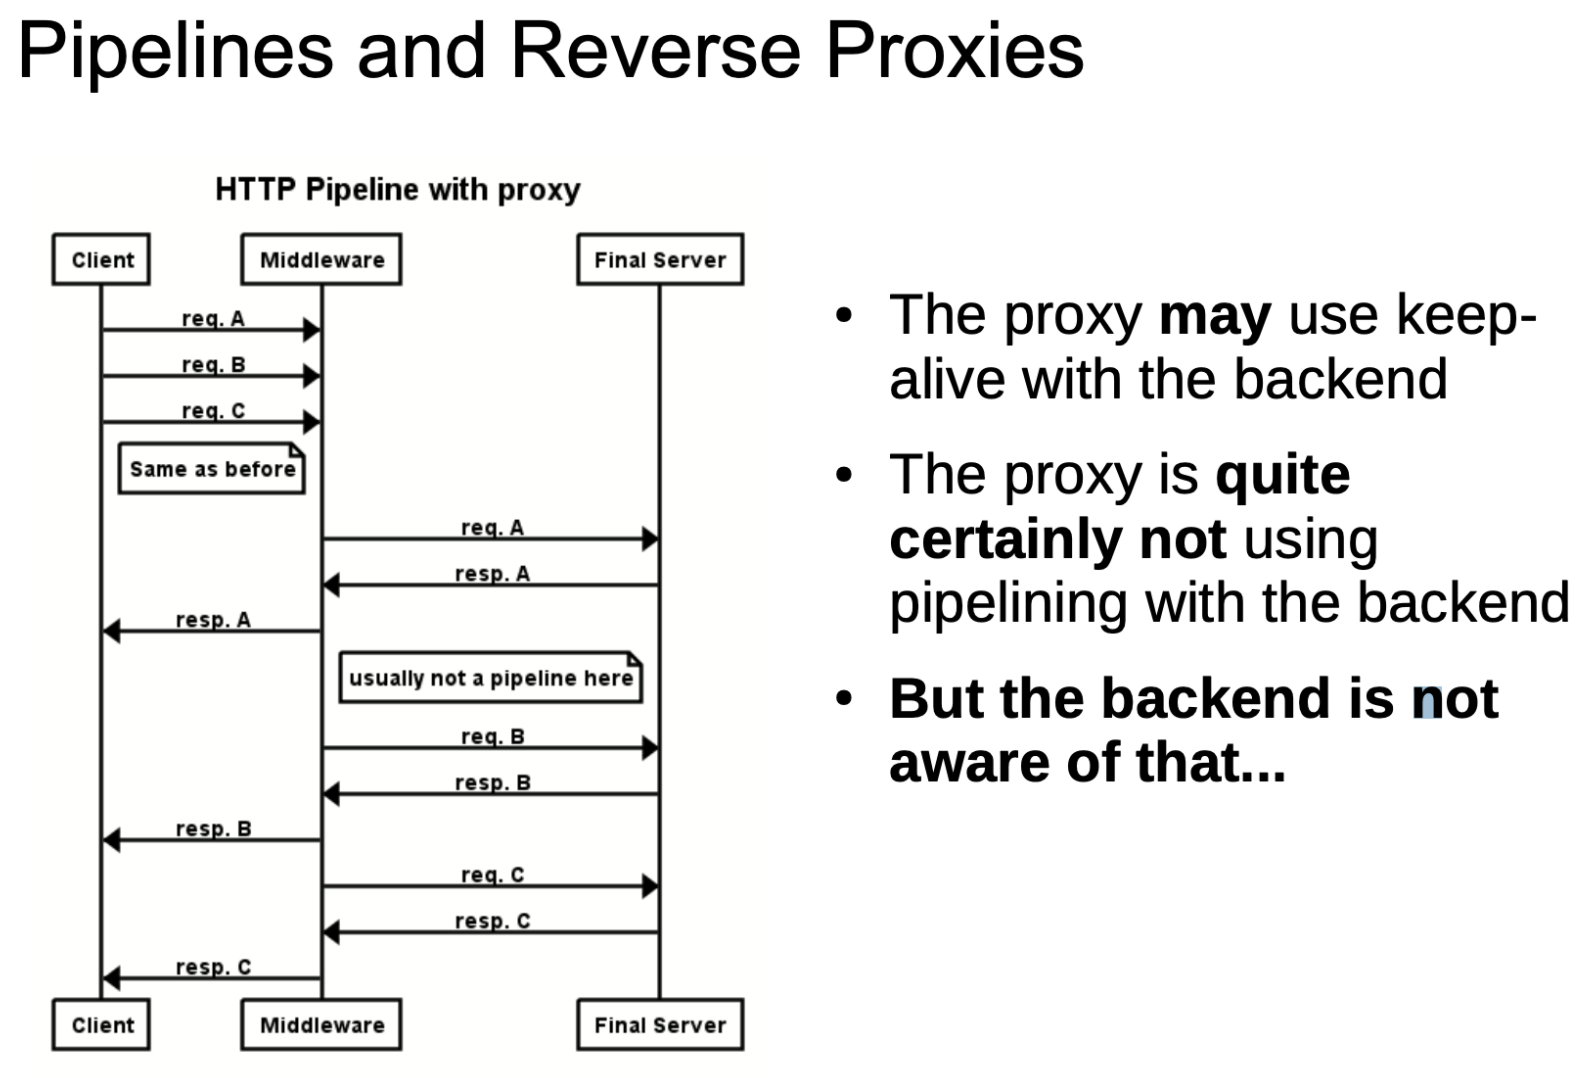 Pipelines and Reverse Proxies
HTTP Pipeline with proxy
Client
Middleware
Final Server
req. A
req. B
req. C
Same as before
req. A
resp. A
resp. A
usually not a pipeline here
req. B
resp. B
resp. B
req. C
resp. C
resp. C
Client
Middleware
Final Server
• The proxy may use keep-
alive with the backend
• The proxy is quite
certainly not using
pipelining with the backend
• But the backend is not
aware of that...